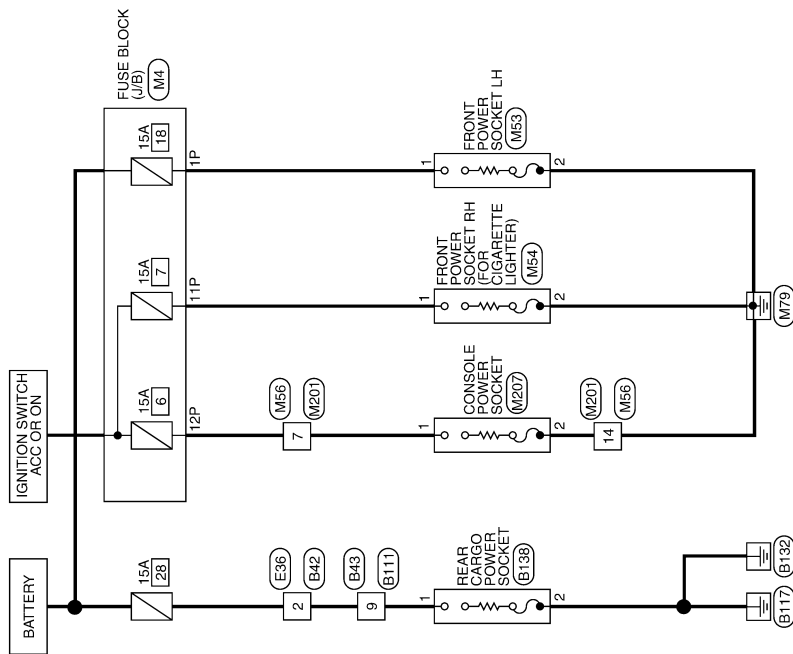 BATTERY
IGNITION SWITCH
ACC OR ON
FUSE BLOCK
(J/B)
M4
15A
28
15A
6
15A
7
15A
18
12P
11P
1P
E36
2
B42
B43
9
B111
M56
7
M201
1
REAR
CARGO
POWER
SOCKET
B138
2
1
CONSOLE
POWER
SOCKET
M207
2
1
FRONT
POWER
SOCKET RH
(FOR
CIGARETTE
LIGHTER)
M54
2
1
FRONT
POWER
SOCKET LH
M53
2
M201
14
M56
B117
B132
M79